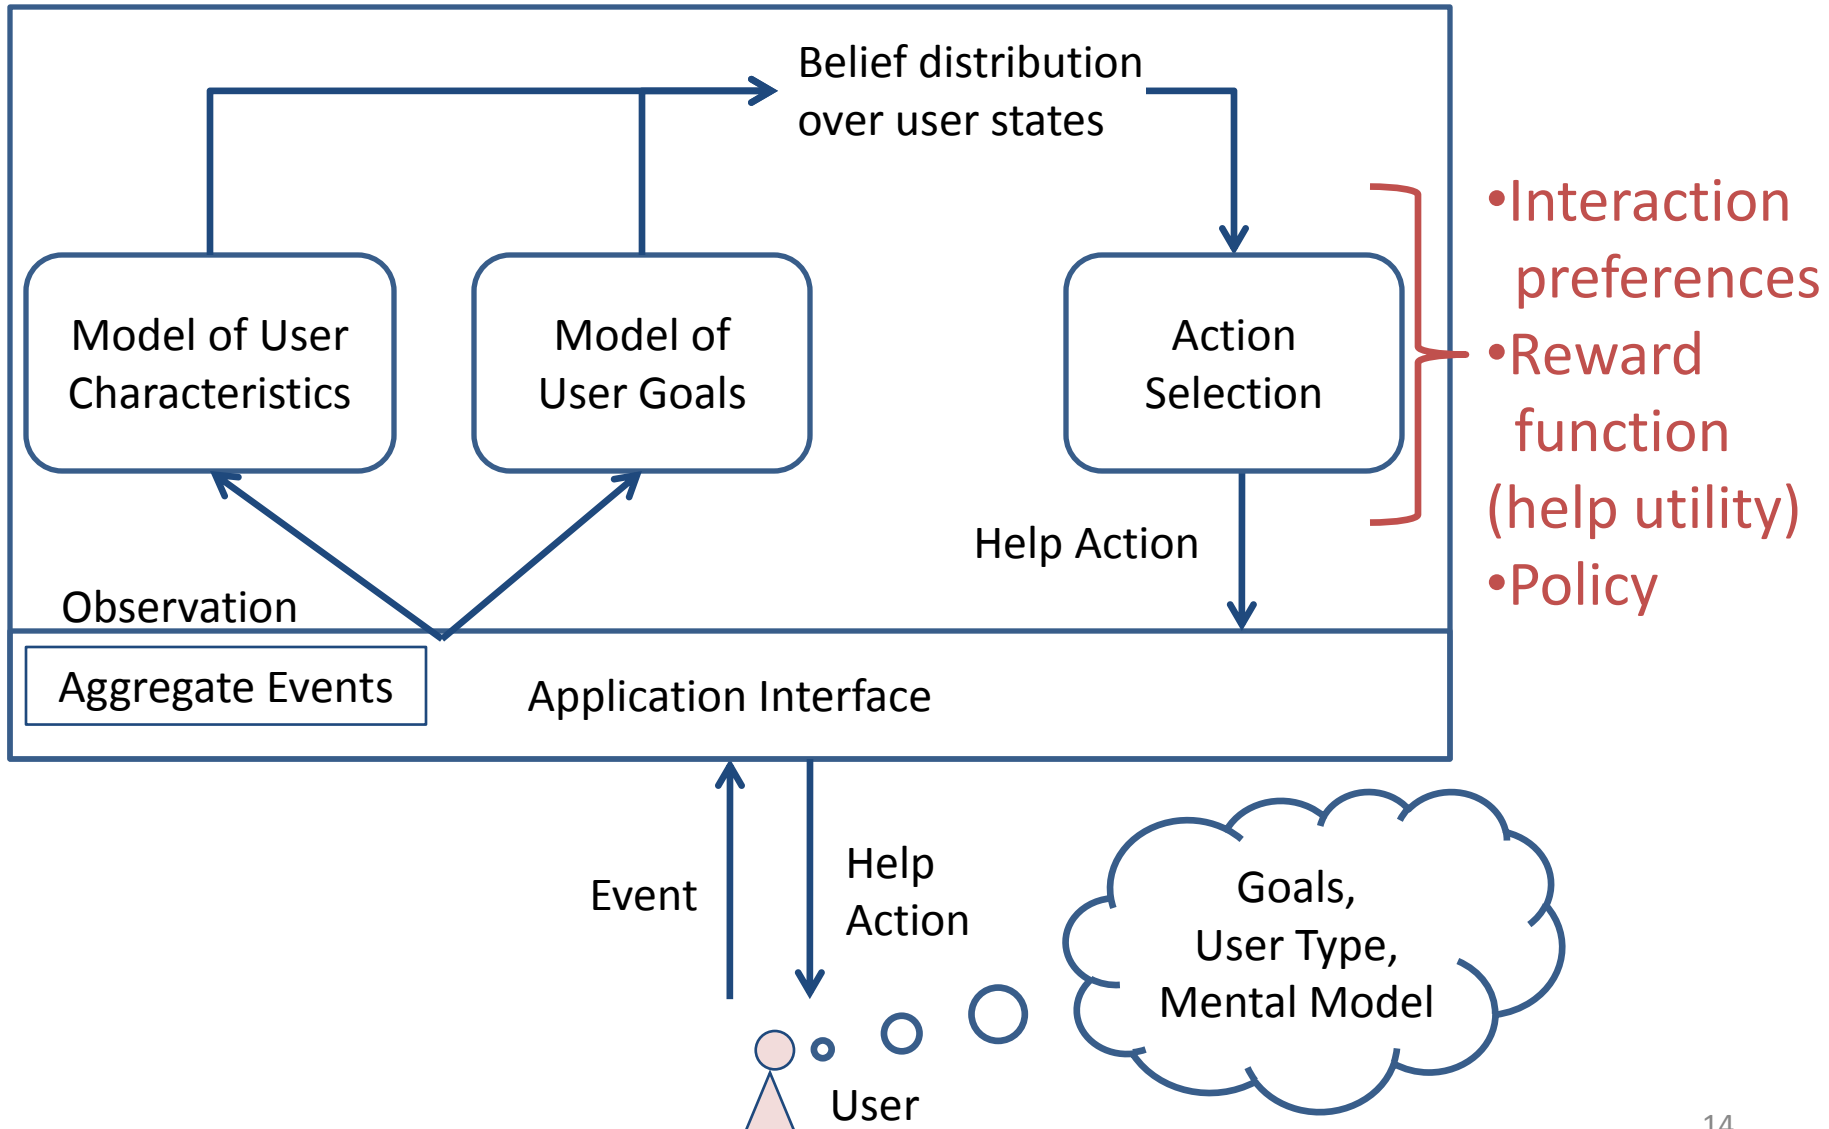 Belief distribution
over user states
•Interaction
preferences
•Reward
function
(help utility)
•Policy
Model of User
Characteristics
Model of
User Goals
Action
Selection
Help Action
Observation
Aggregate Events
Application Interface
Event
Help
Action
Goals,
User Type,
Mental Model
User
14